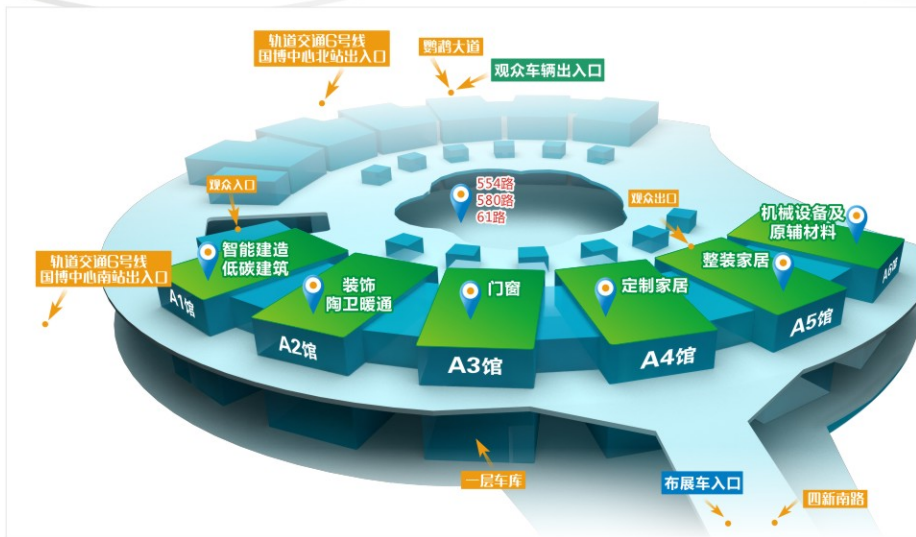 轨道交通6号线
国博中心北站出入口
鹦鹉大道
观众车辆出入口
554路
580路
61路
观众入口
观众出口
机械设备及
原辅材料
智能建造
低碳建筑
整装家居
轨道交通6号线
国博中心南站出入口
装饰
陶卫暖通
门窗
定制家居
A1馆
A2馆
A3馆
A4馆
A5馆
A6馆
一层车库
布展车入口
四新南路